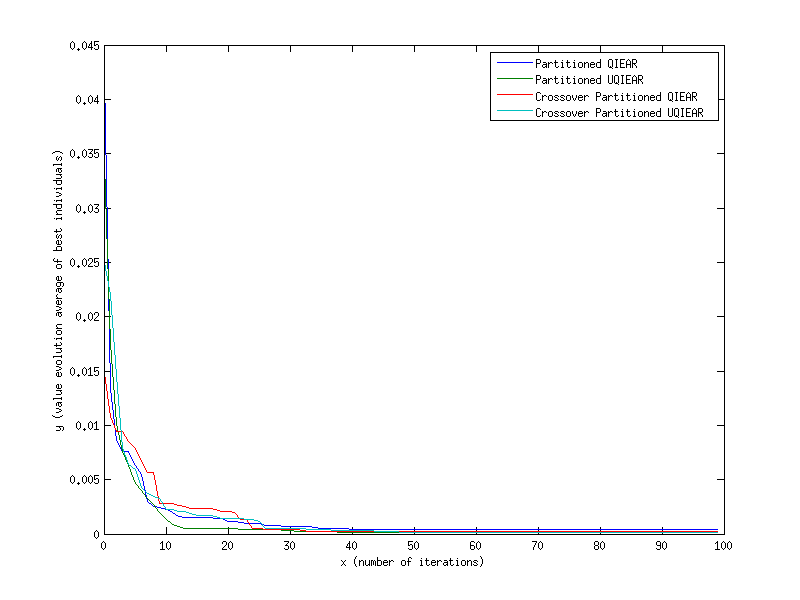 0.045
0.04
0.035
0.03
0.025
0.02
0.015
0.01
0.005
0
y (value evolution average of best individuals)
Partitioned QIEAR
Partitioned UQIEAR
Crossover Partitioned QIEAR
Crossover Partitioned UQIEAR
0 10 20 30 40 50 60 70 80 90 100
x (number of iterations)